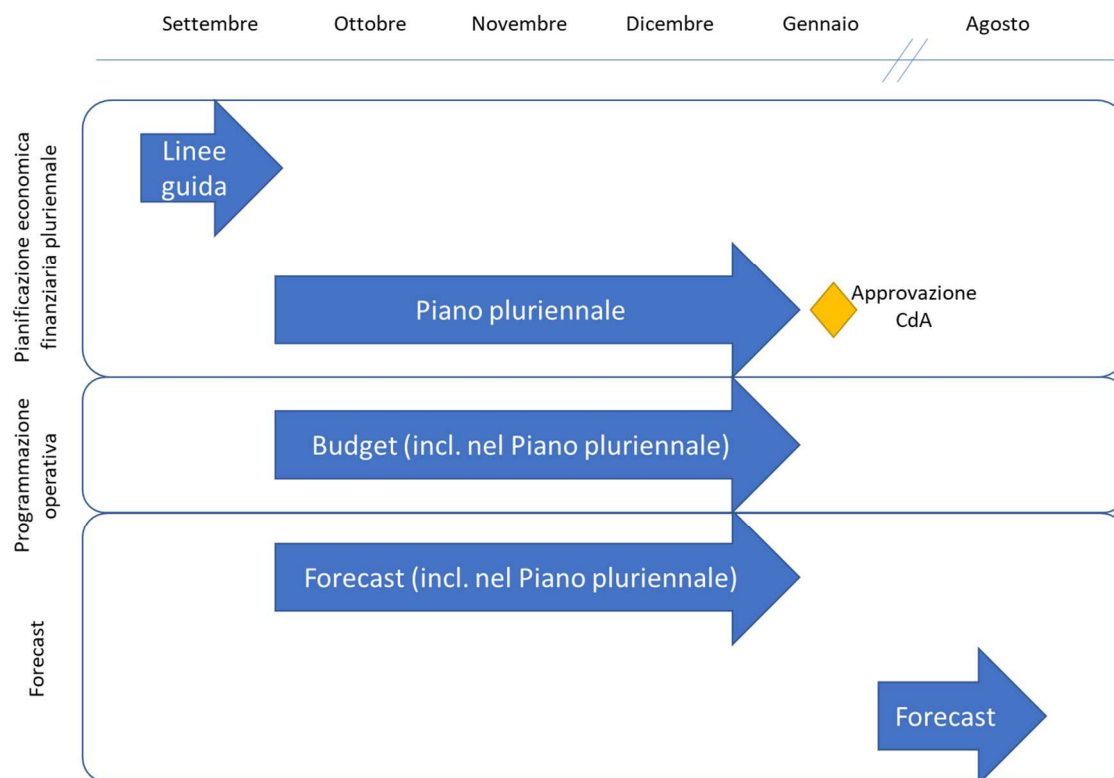 Settembre Ottobre Novembre Dicembre Gennaio Agosto
Pianificazione economica
finanziaria pluriennale
Linee
guida
Piano pluriennale
Approvazione
CdA
Programmazione
operativa
Budget (incl. nel Piano pluriennale)
Forecast
Forecast (incl. nel Piano pluriennale)
Forecast